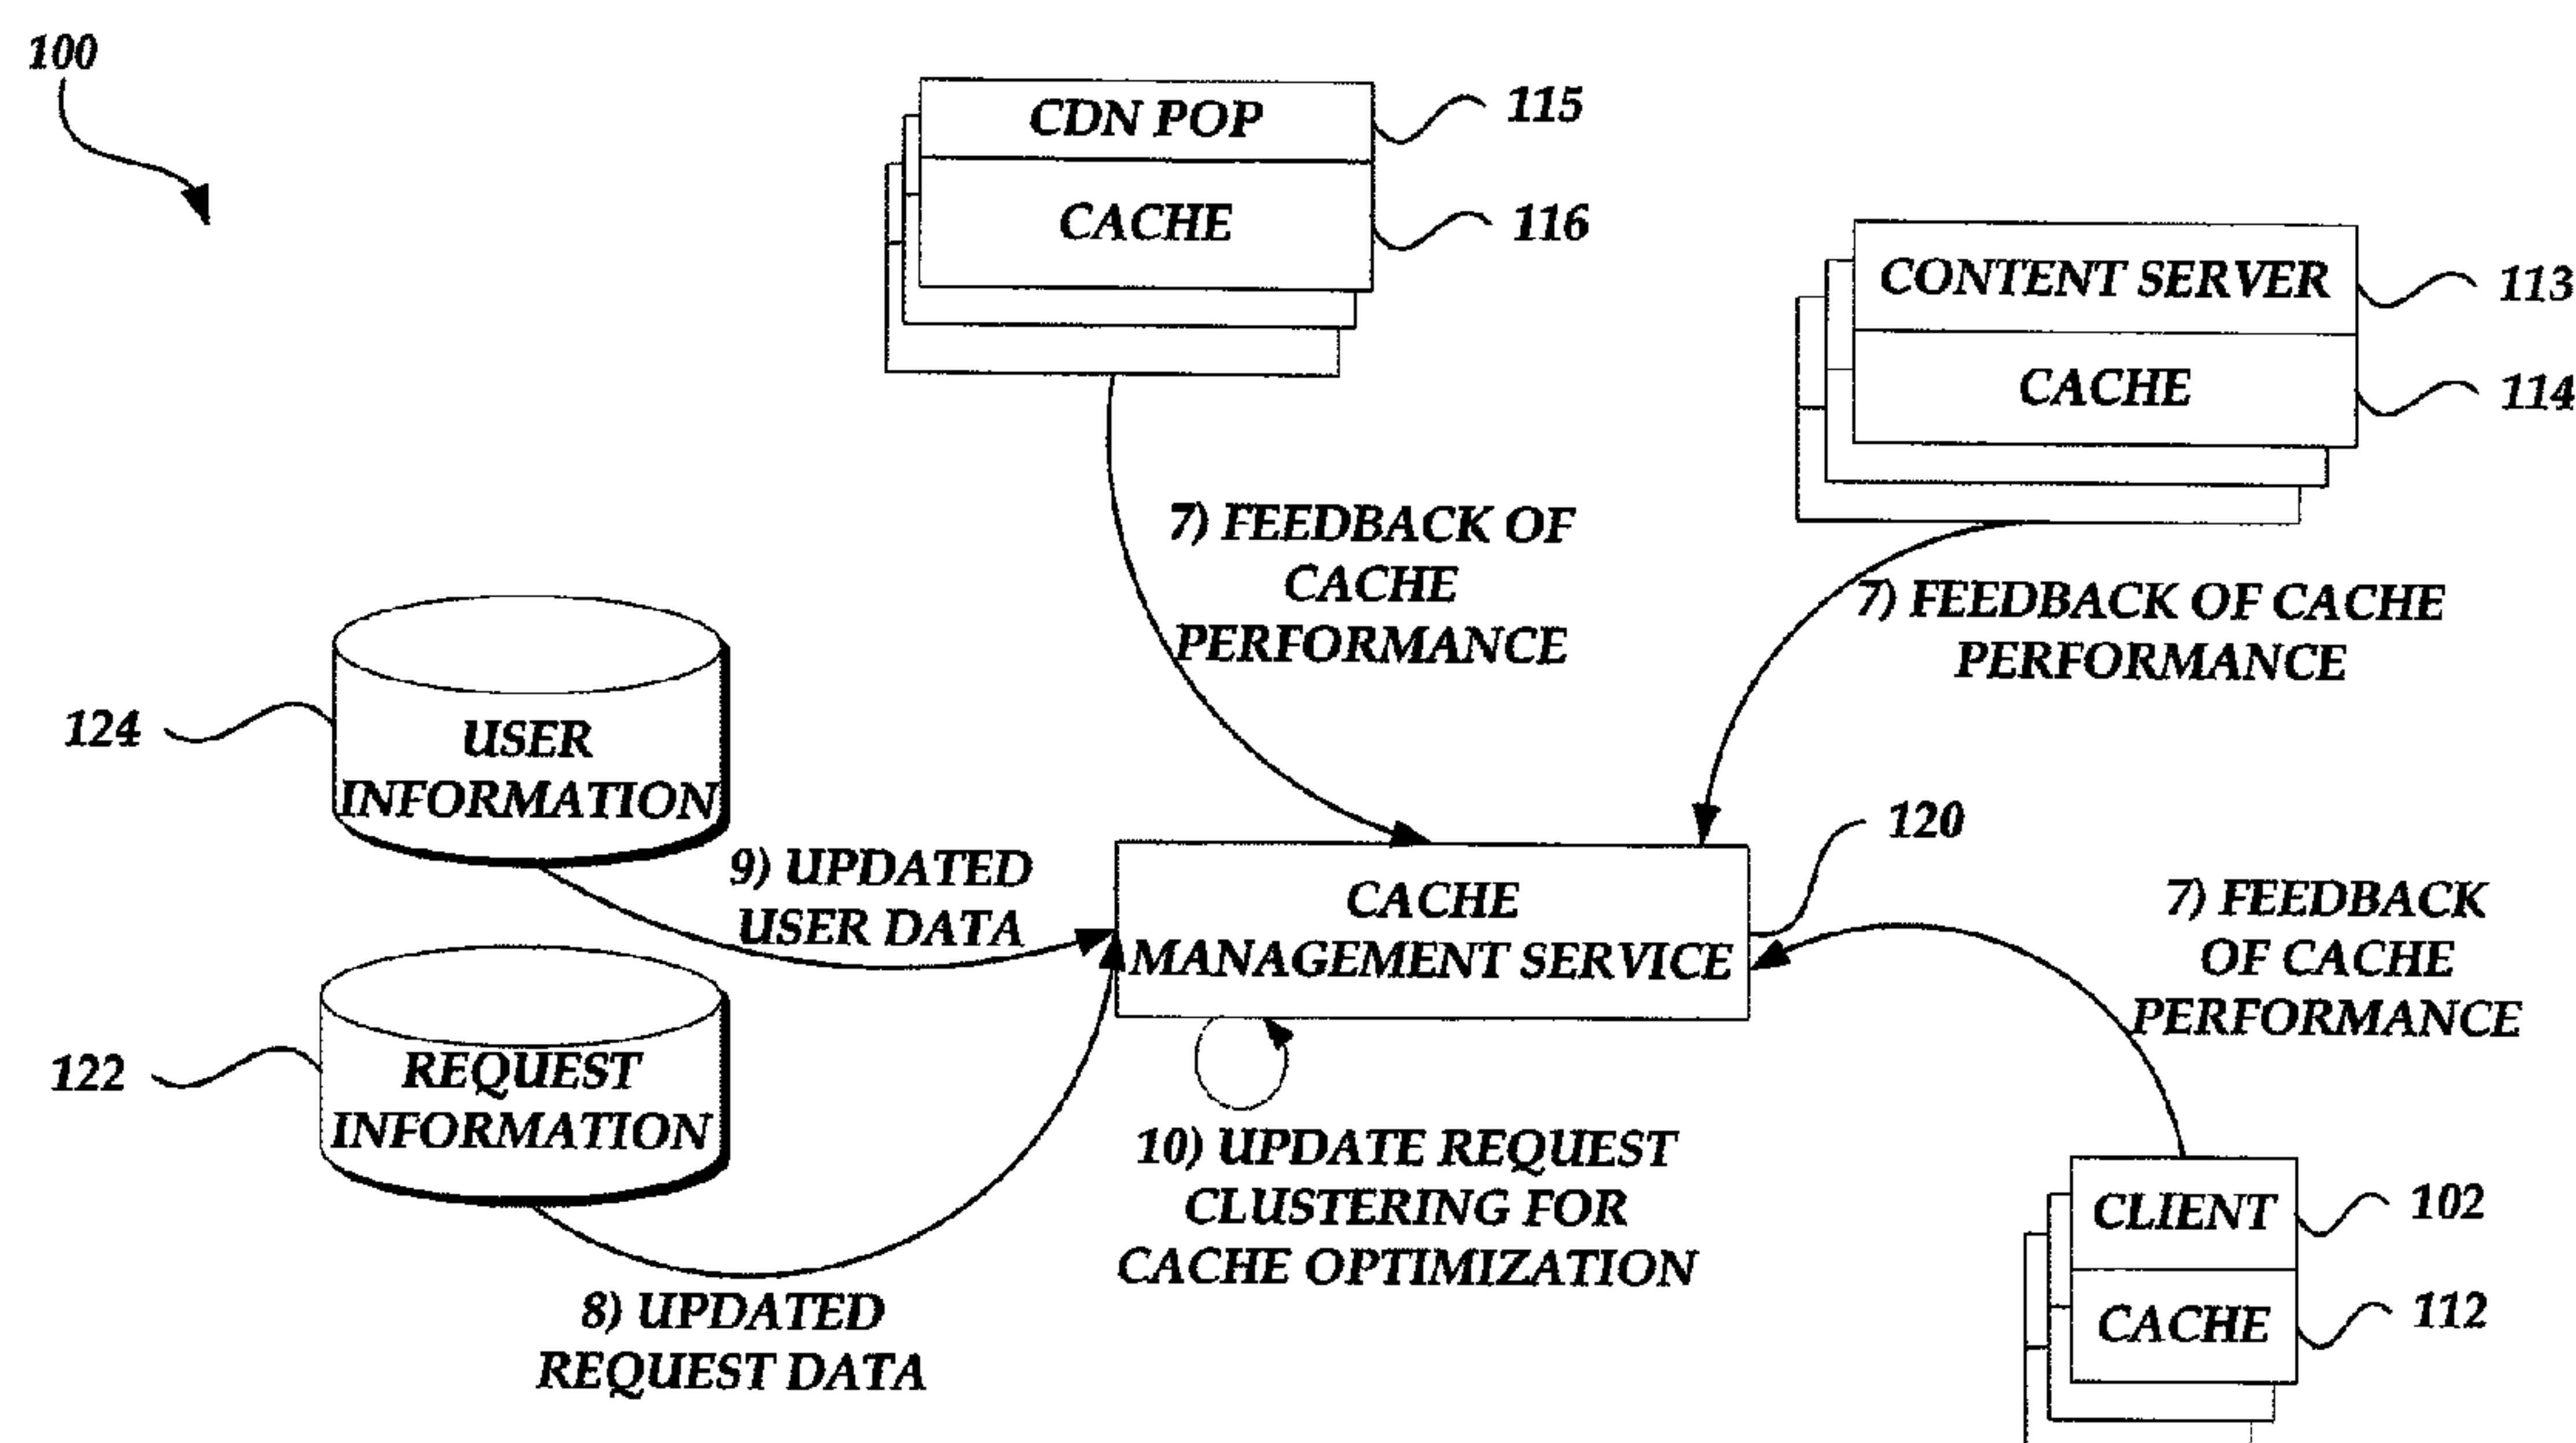 100
CDN POP
115
CACHE
116
CONTENT SERVER
113
CACHE
114
7) FEEDBACK OF
CACHE
PERFORMANCE
7) FEEDBACK OF CACHE
PERFORMANCE
124
USER
INFORMATION
9) UPDATED
USER DATA
120
CACHE
MANAGEMENT SERVICE
7) FEEDBACK
OF CACHE
PERFORMANCE
122
REQUEST
INFORMATION
8) UPDATED
REQUEST DATA
10) UPDATE REQUEST
CLUSTERING FOR
CACHE OPTIMIZATION
CLIENT
102
CACHE
112